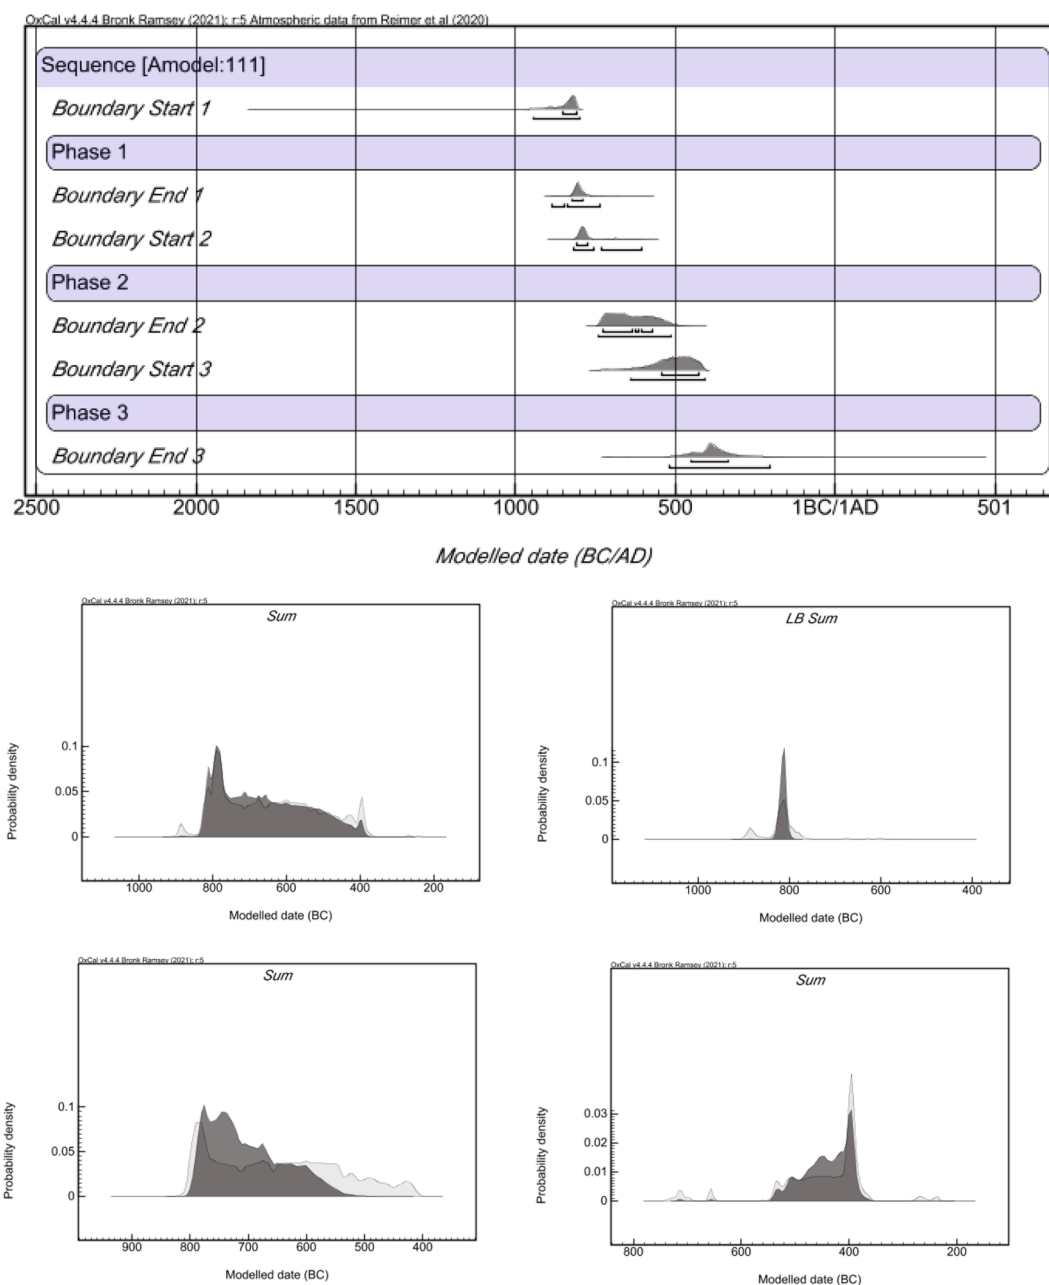 OxCal v4.4.4 Bronk Ramsey (2021); r:5 Atmospheric data from Reimer et al (2020)
Sequence [Amodel:111]
Boundary Start 1
Phase 1
Boundary End 1
Boundary Start 2
Phase 2
Boundary End 2
Boundary Start 3
Phase 3
Boundary End 3
2500 2000 1500 1000 500 1BC/1AD 501
Modelled date (BC/AD)
OxCal v4.4.4 Bronk Ramsey (2021); r:5
Sum
Probability density
0.1
0.05
0
1000 800 600 400 200
Modelled date (BC)
OxCal v4.4.4 Bronk Ramsey (2021); r:5
LB Sum
Probability density
0.1
0.05
0
1000 800 600 400
Modelled date (BC)
OxCal v4.4.4 Bronk Ramsey (2021); r:5
Sum
Probability density
0.1
0.05
0
900 800 700 600 500 400
Modelled date (BC)
OxCal v4.4.4 Bronk Ramsey (2021); r:5
Sum
Probability density
0.03
0.02
0.01
0
800 600 400 200
Modelled date (BC)